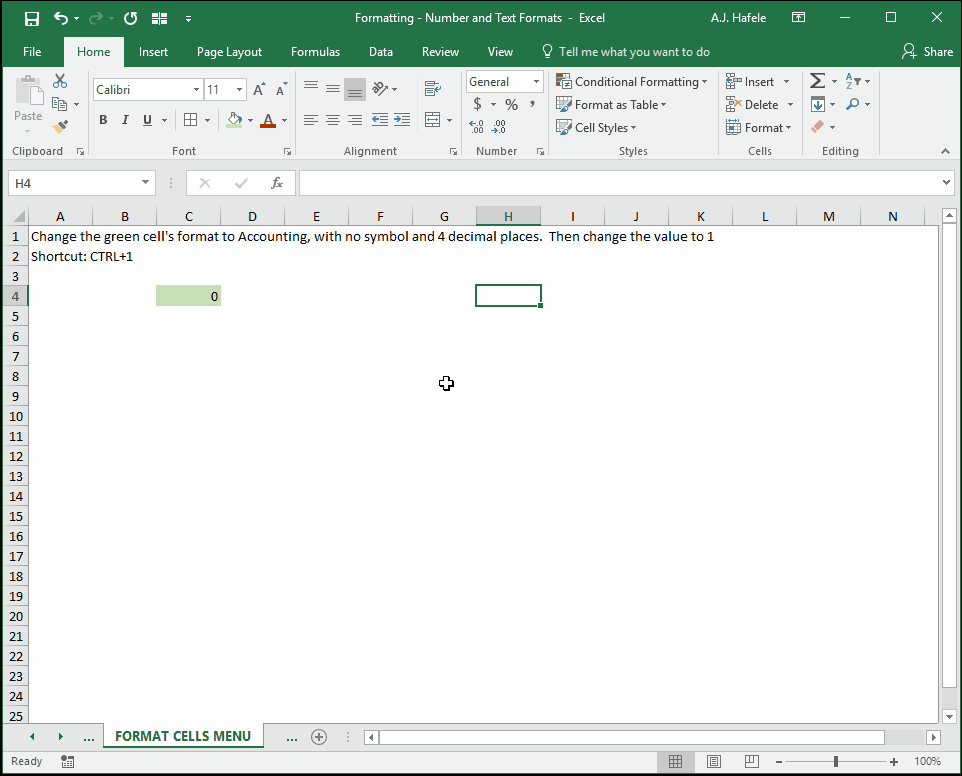 Formatting - Number and Text Formats - Excel
A.J. Hafele
File Home Insert Page Layout Formulas Data Review View Tell me what you want to do Share
Paste
Calibri 11
B I U A
A A
General
$ % ,
.00 .0
Conditional Formatting
Format as Table
Cell Styles
Insert
Delete
Format
Clipboard Font Alignment Number Styles Cells Editing
H4 fx
A B C D E F G H I J K L M N
1 Change the green cell's format to Accounting, with no symbol and 4 decimal places. Then change the value to 1
2 Shortcut: CTRL+1
3
4 0
5
6
7
8
9
10
11
12
13
14
15
16
17
18
19
20
21
22
23
24
25
... FORMAT CELLS MENU ...
Ready 100%